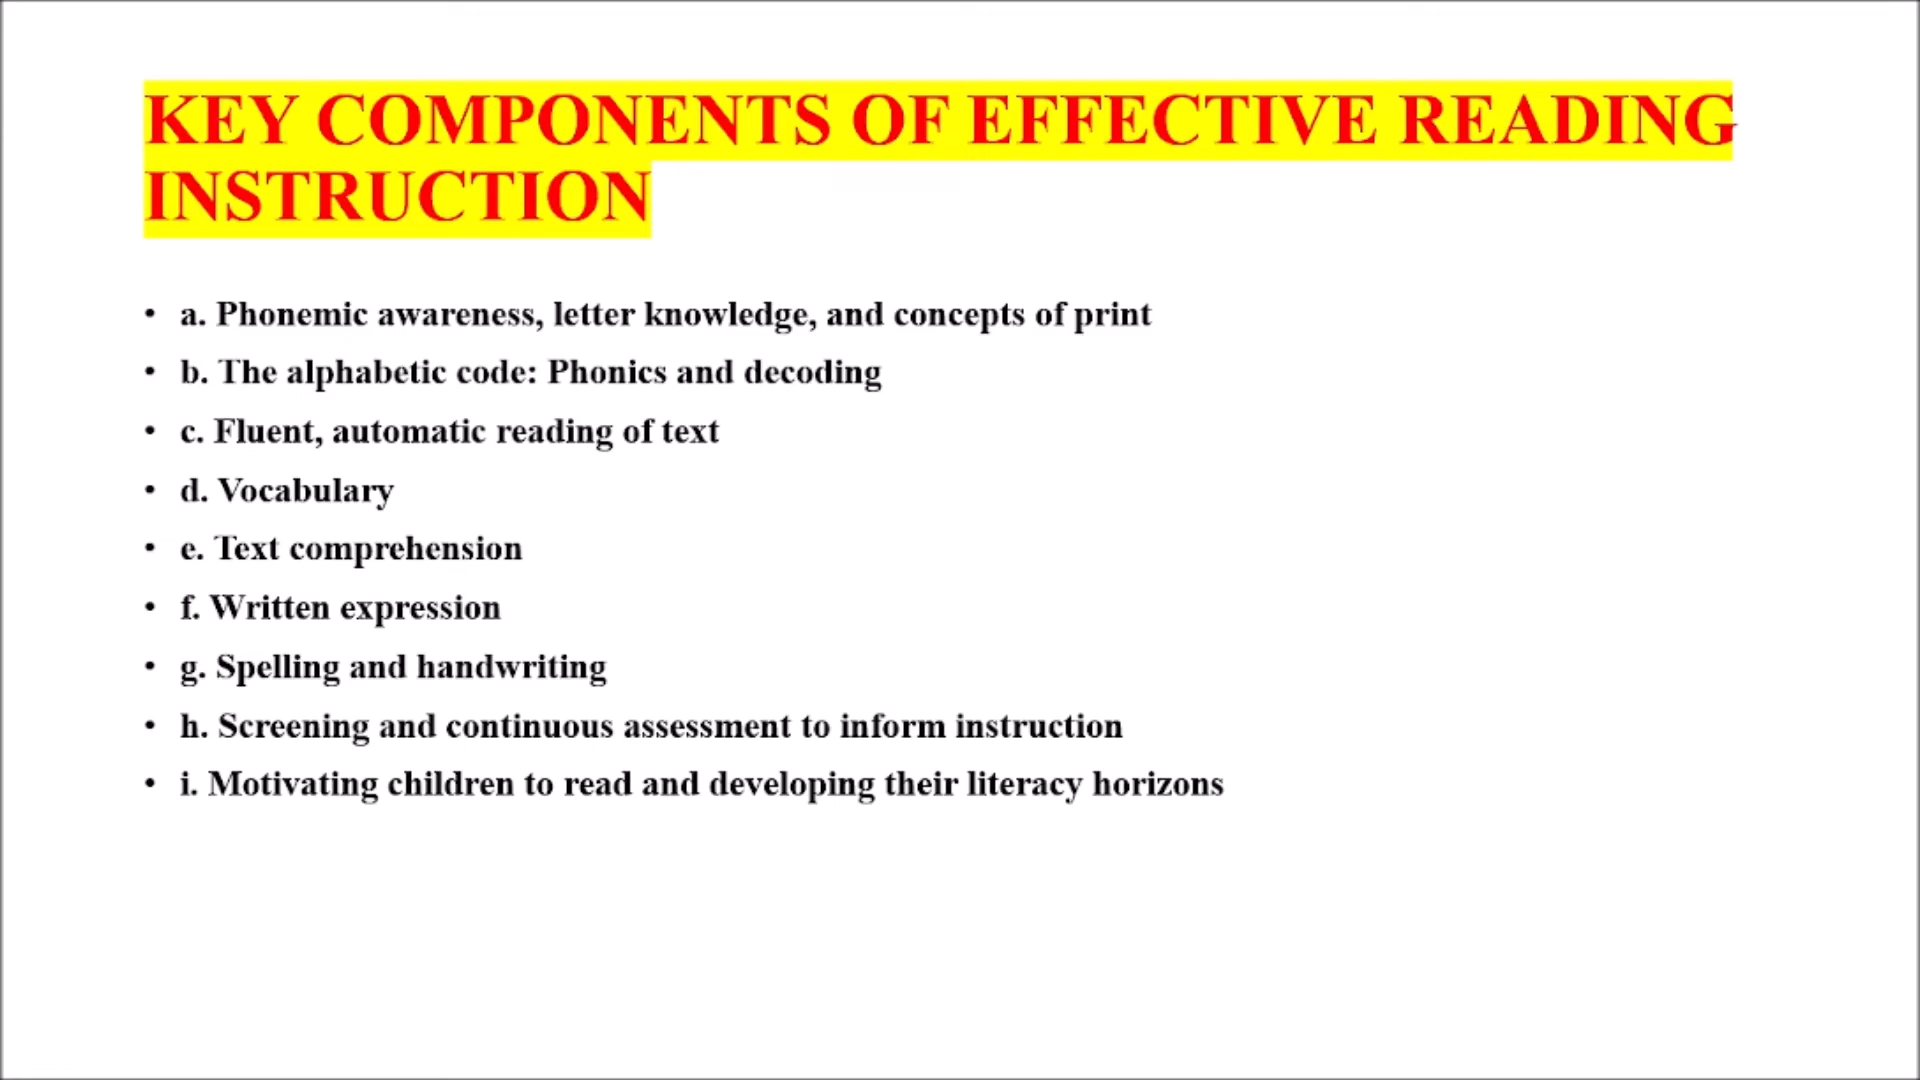 KEY COMPONENTS OF EFFECTIVE READING
INSTRUCTION
• a. Phonemic awareness, letter knowledge, and concepts of print
• b. The alphabetic code: Phonics and decoding
• c. Fluent, automatic reading of text
• d. Vocabulary
• e. Text comprehension
• f. Written expression
• g. Spelling and handwriting
• h. Screening and continuous assessment to inform instruction
• i. Motivating children to read and developing their literacy horizons